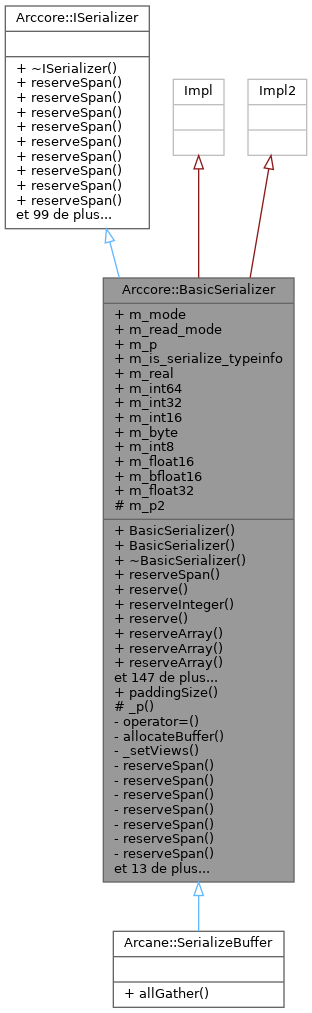 Arccore::ISerializer
+ ~ISerializer()
+ reserveSpan()
+ reserveSpan()
+ reserveSpan()
+ reserveSpan()
+ reserveSpan()
+ reserveSpan()
+ reserveSpan()
+ reserveSpan()
+ reserveSpan()
et 99 de plus...
Impl
Impl2
Arccore::BasicSerializer
+ m_mode
+ m_read_mode
+ m_p
+ m_is_serialize_typeinfo
+ m_real
+ m_int64
+ m_int32
+ m_int16
+ m_byte
+ m_int8
+ m_float16
+ m_bfloat16
+ m_float32
# m_p2
+ BasicSerializer()
+ BasicSerializer()
+ ~BasicSerializer()
+ reserveSpan()
+ reserve()
+ reserveInteger()
+ reserve()
+ reserveArray()
+ reserveArray()
+ reserveArray()
et 147 de plus...
+ paddingSize()
# _p()
- operator=()
- allocateBuffer()
- _setViews()
- reserveSpan()
- reserveSpan()
- reserveSpan()
- reserveSpan()
- reserveSpan()
- reserveSpan()
- reserveSpan()
et 13 de plus...
Arcane::SerializeBuffer
+ allGather()